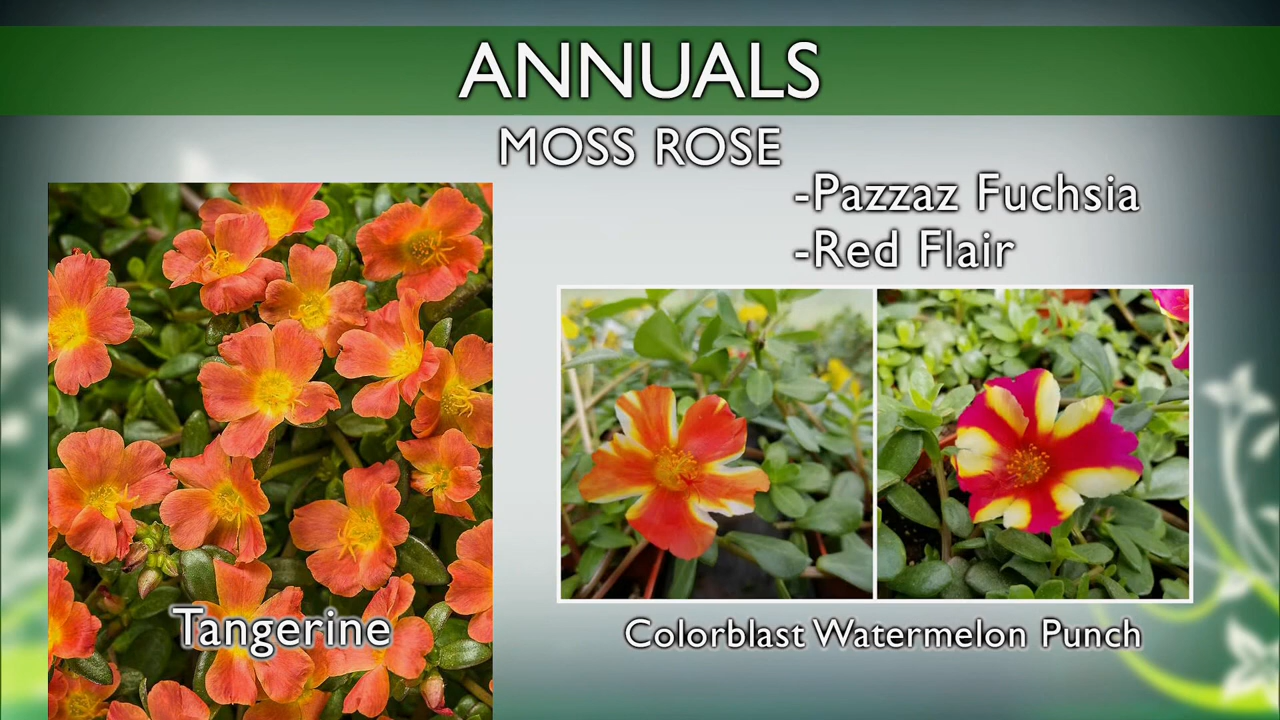 ANNUALS
MOSS ROSE
-Pazzaz Fuchsia
-Red Flair
Tangerine
Colorblast Watermelon Punch